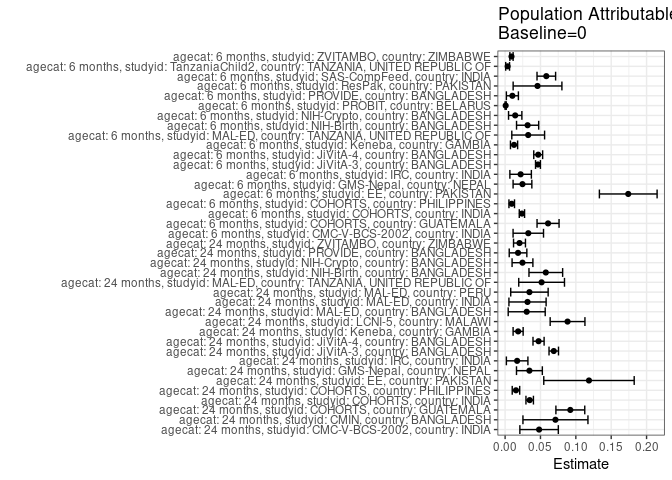 Population Attributable
Baseline=0
agecat: 6 months, studyid: ZVITAMBO, country: ZIMBABWE
agecat: 6 months, studyid: TanzaniaChild2, country: TANZANIA, UNITED REPUBLIC OF
agecat: 6 months, studyid: SAS-CompFeed, country: INDIA
agecat: 6 months, studyid: ResPak, country: PAKISTAN
agecat: 6 months, studyid: PROVIDE, country: BANGLADESH
agecat: 6 months, studyid: PROBIT, country: BELARUS
agecat: 6 months, studyid: NIH-Crypto, country: BANGLADESH
agecat: 6 months, studyid: NIH-Birth, country: BANGLADESH
agecat: 6 months, studyid: MAL-ED, country: TANZANIA, UNITED REPUBLIC OF
agecat: 6 months, studyid: Keneba, country: GAMBIA
agecat: 6 months, studyid: JiVitA-4, country: BANGLADESH
agecat: 6 months, studyid: JiVitA-3, country: BANGLADESH
agecat: 6 months, studyid: IRC, country: INDIA
agecat: 6 months, studyid: GMS-Nepal, country: NEPAL
agecat: 6 months, studyid: EE, country: PAKISTAN
agecat: 6 months, studyid: COHORTS, country: PHILIPPINES
agecat: 6 months, studyid: COHORTS, country: INDIA
agecat: 6 months, studyid: COHORTS, country: GUATEMALA
agecat: 6 months, studyid: CMC-V-BCS-2002, country: INDIA
agecat: 24 months, studyid: ZVITAMBO, country: ZIMBABWE
agecat: 24 months, studyid: PROVIDE, country: BANGLADESH
agecat: 24 months, studyid: NIH-Crypto, country: BANGLADESH
agecat: 24 months, studyid: NIH-Birth, country: BANGLADESH
agecat: 24 months, studyid: MAL-ED, country: TANZANIA, UNITED REPUBLIC OF
agecat: 24 months, studyid: MAL-ED, country: PERU
agecat: 24 months, studyid: MAL-ED, country: INDIA
agecat: 24 months, studyid: MAL-ED, country: BANGLADESH
agecat: 24 months, studyid: LCNI-5, country: MALAWI
agecat: 24 months, studyid: Keneba, country: GAMBIA
agecat: 24 months, studyid: JiVitA-4, country: BANGLADESH
agecat: 24 months, studyid: JiVitA-3, country: BANGLADESH
agecat: 24 months, studyid: IRC, country: INDIA
agecat: 24 months, studyid: GMS-Nepal, country: NEPAL
agecat: 24 months, studyid: EE, country: PAKISTAN
agecat: 24 months, studyid: COHORTS, country: PHILIPPINES
agecat: 24 months, studyid: COHORTS, country: INDIA
agecat: 24 months, studyid: COHORTS, country: GUATEMALA
agecat: 24 months, studyid: CMIN, country: BANGLADESH
agecat: 24 months, studyid: CMC-V-BCS-2002, country: INDIA
0.00 0.05 0.10 0.15 0.20
Estimate